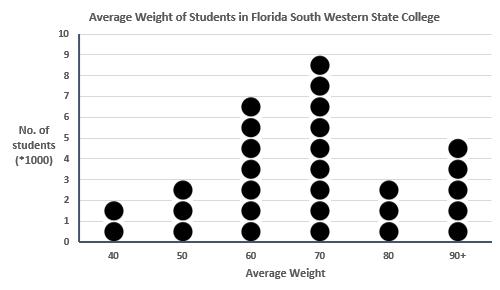 Average Weight of Students in Florida South Western State College
10
9
8
7
6
5
4
3
2
1
0
No. of
students
(*1000)
40 50 60 70 80 90+
Average Weight